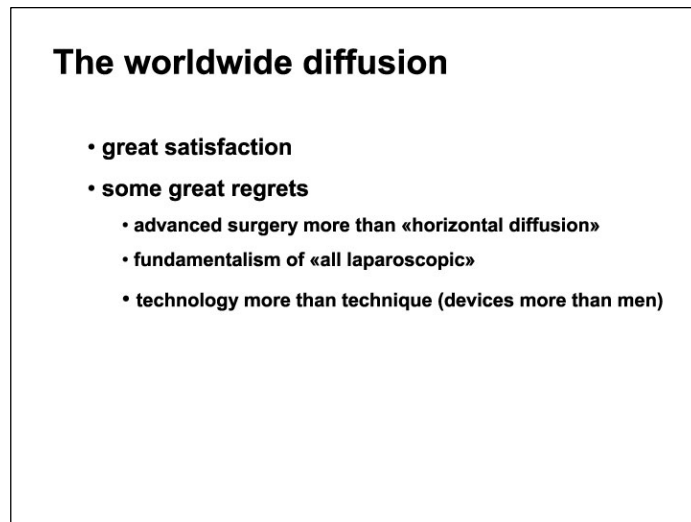 The worldwide diffusion
• great satisfaction
• some great regrets
• advanced surgery more than «horizontal diffusion»
• fundamentalism of «all laparoscopic»
• technology more than technique (devices more than men)